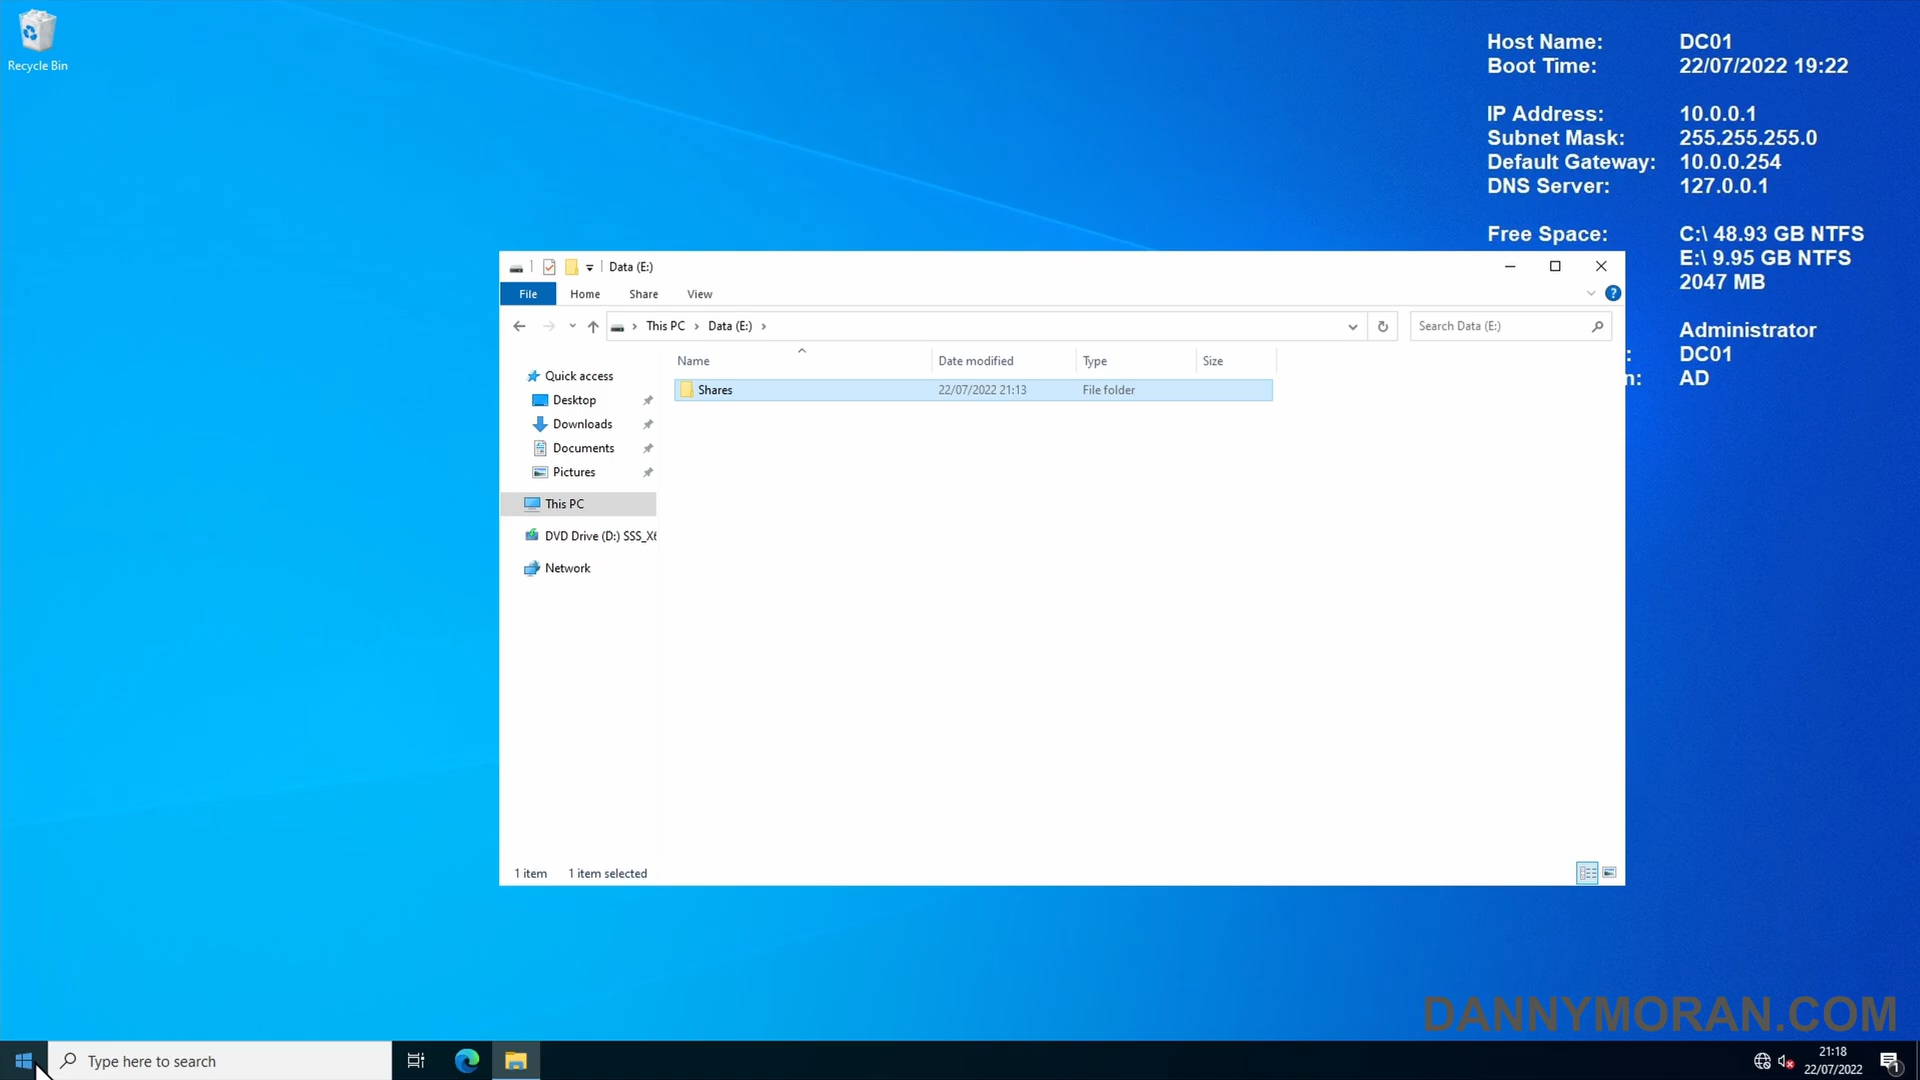 Recycle Bin
Host Name: DC01
Boot Time: 22/07/2022 19:22
IP Address: 10.0.0.1
Subnet Mask: 255.255.255.0
Default Gateway: 10.0.0.254
DNS Server: 127.0.0.1
Free Space: C:\ 48.93 GB NTFS
E:\ 9.95 GB NTFS
2047 MB
Administrator
: DC01
n: AD
Data (E:)
File Home Share View
This PC Data (E:)
Search Data (E:)
Name Date modified Type Size
Shares 22/07/2022 21:13 File folder
Quick access
Desktop
Downloads
Documents
Pictures
This PC
DVD Drive (D:) SSS_X6
Network
1 item 1 item selected
DANNYMORAN.COM
Type here to search
21:18
22/07/2022
1